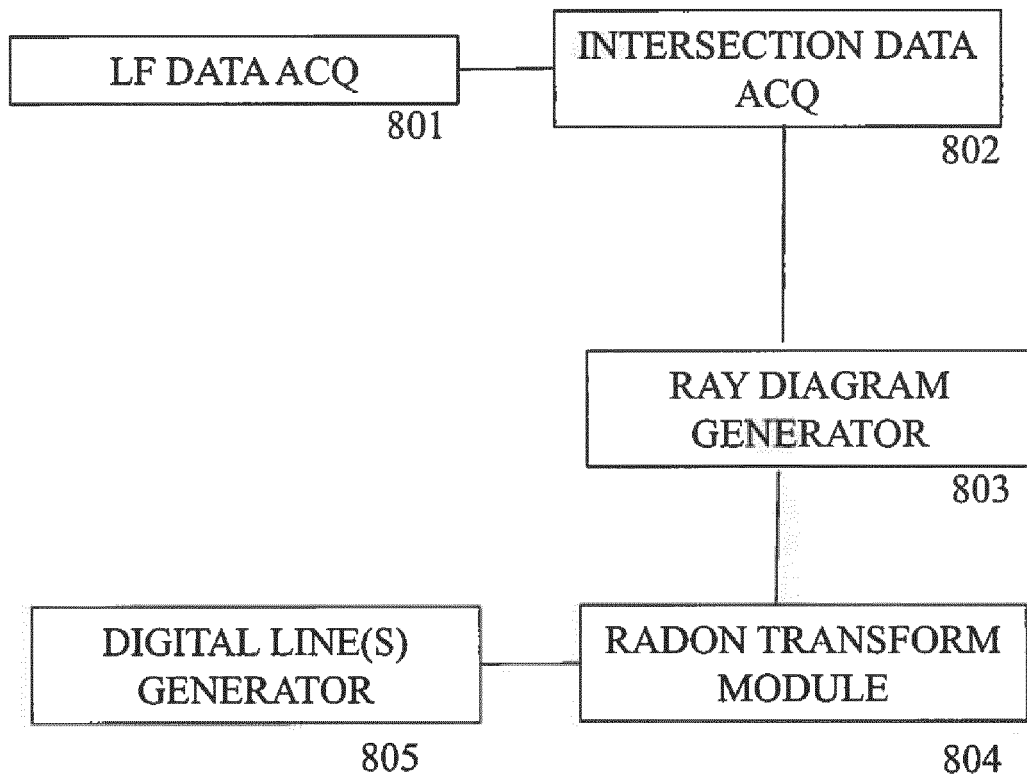 LF DATA ACQ
801
INTERSECTION DATA
ACQ
802
RAY DIAGRAM
GENERATOR
803
RADON TRANSFORM
MODULE
804
DIGITAL LINE(S)
GENERATOR
805